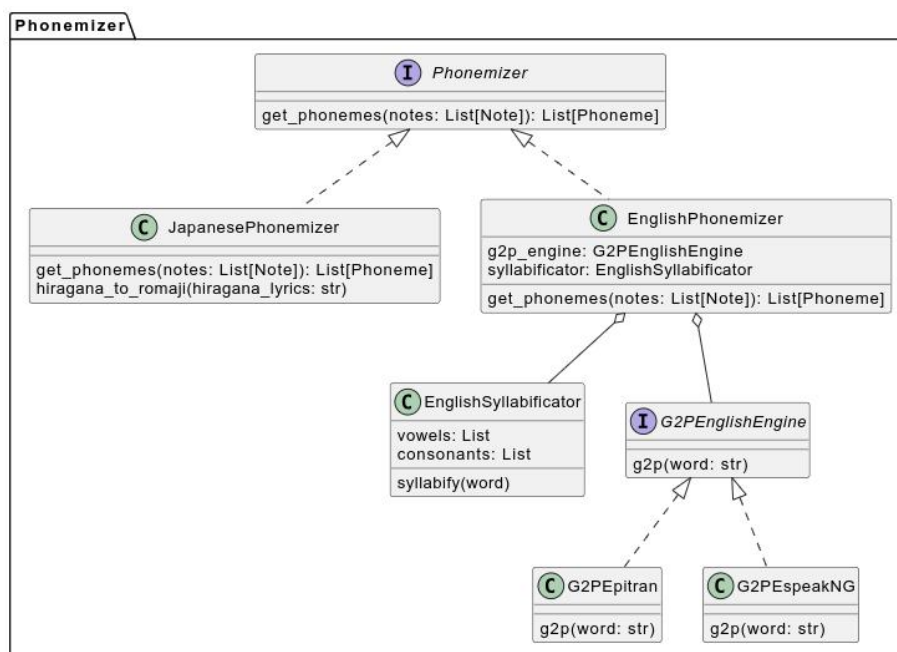 Phonemizer
I Phonemizer
get_phonemes(notes: List[Note]): List[Phoneme]
C JapanesePhonemizer
get_phonemes(notes: List[Note]): List[Phoneme]
hiragana_to_romaji(hiragana_lyrics: str)
C EnglishPhonemizer
g2p_engine: G2PEnglishEngine
syllabificator: EnglishSyllabificator
get_phonemes(notes: List[Note]): List[Phoneme]
C EnglishSyllabificator
vowels: List
consonants: List
syllabify(word)
I G2PEnglishEngine
g2p(word: str)
C G2PEpitran
g2p(word: str)
C G2PEspeakNG
g2p(word: str)